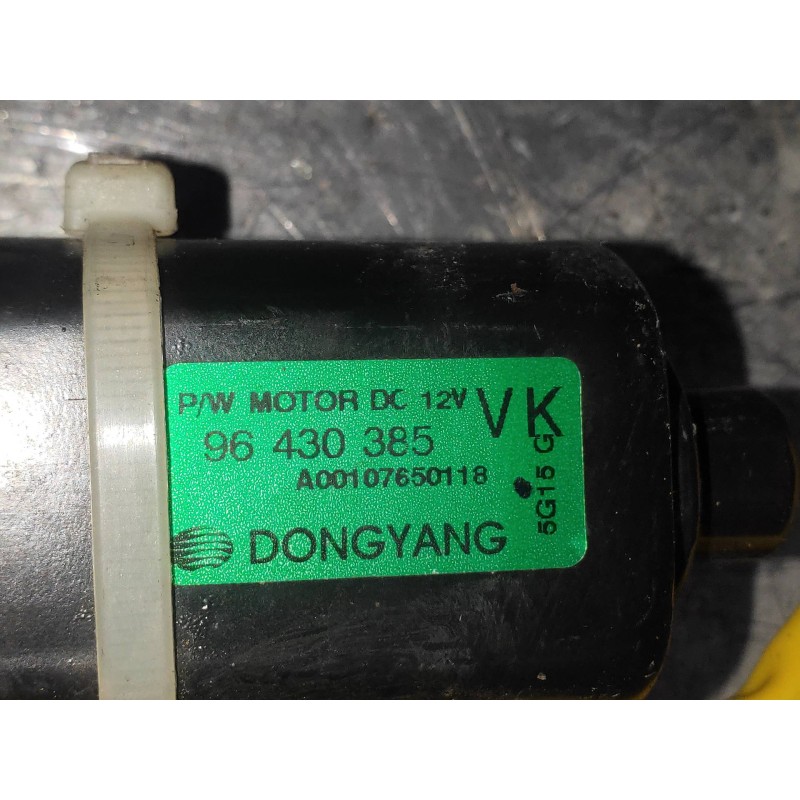 P/W MOTOR DC 12V
VK
96 430 385
A00107650118
5G15 G
DONGYANG